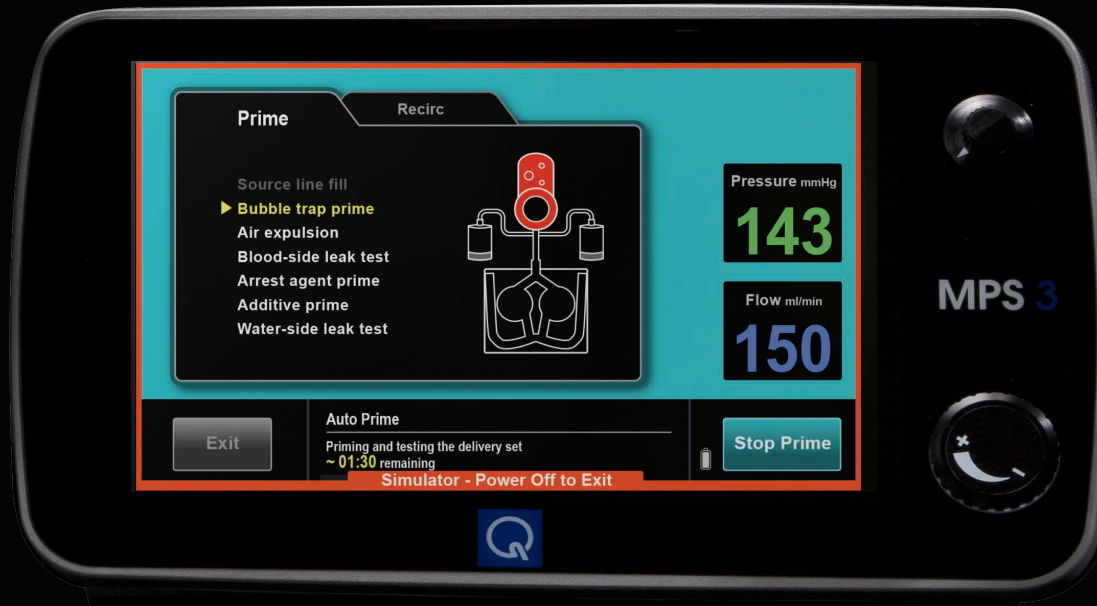 Prime
Recirc
Source line fill
Bubble trap prime
Air expulsion
Blood-side leak test
Arrest agent prime
Additive prime
Water-side leak test
Pressure mmHg
143
Flow ml/min
150
MPS 3
Exit
Auto Prime
Priming and testing the delivery set
~ 01:30 remaining
Stop Prime
Simulator - Power Off to Exit